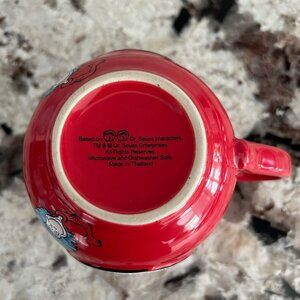 Based on Dr. Seuss characters
TM & © Dr. Seuss Enterprises
All Rights Reserved
Microwave and Dishwasher Safe
Made in Thailand